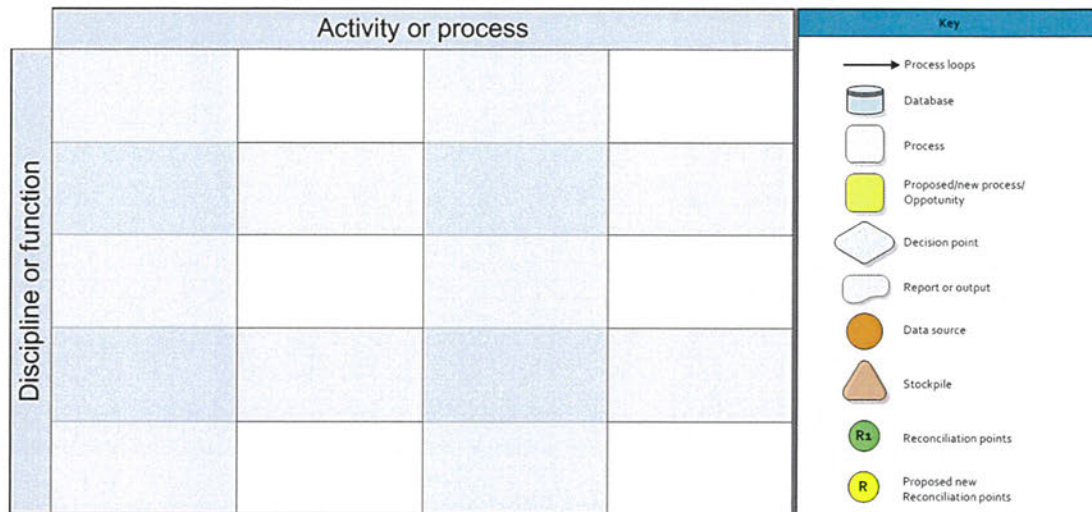 Activity or process
Discipline or function
Key
Process loops
Database
Process
Proposed/new process/
Oppotunity
Decision point
Report or output
Data source
Stockpile
R1
Reconciliation points
R
Proposed new
Reconciliation points